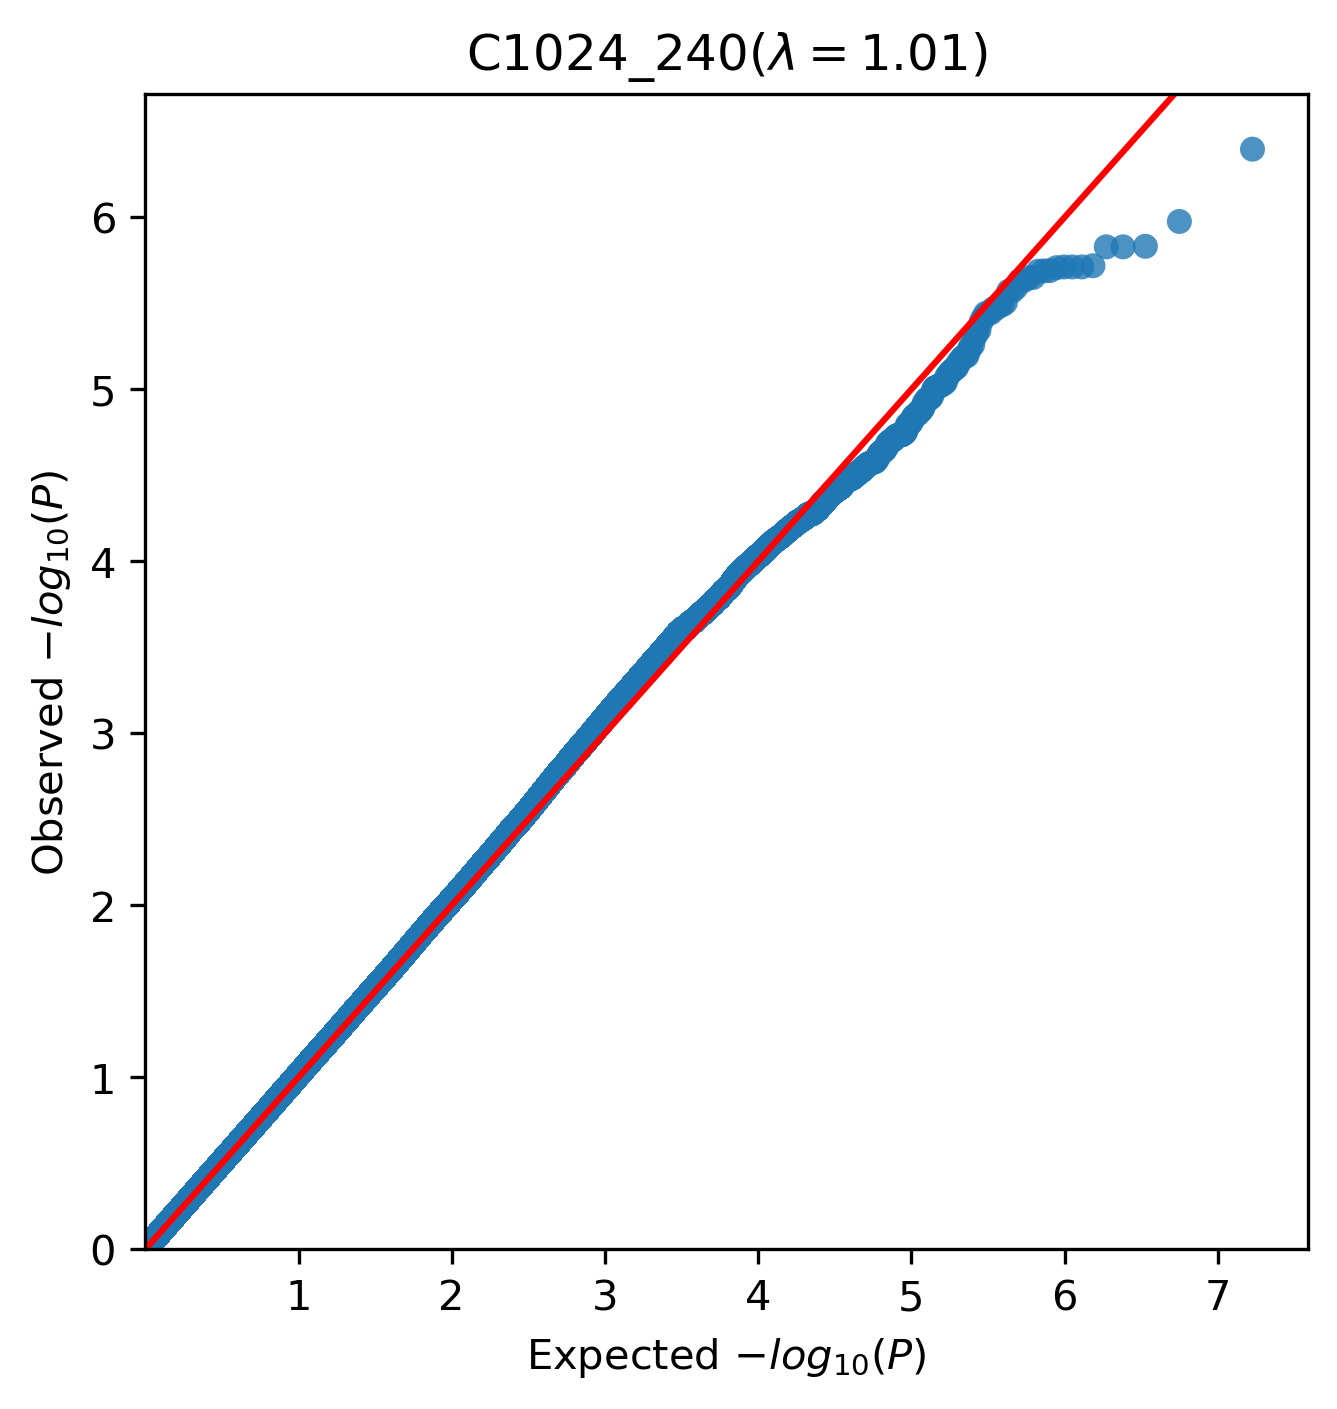 C1024_240(λ = 1.01)
Observed −log₁₀(P)
6
5
4
3
2
1
0
1 2 3 4 5 6 7
Expected −log₁₀(P)